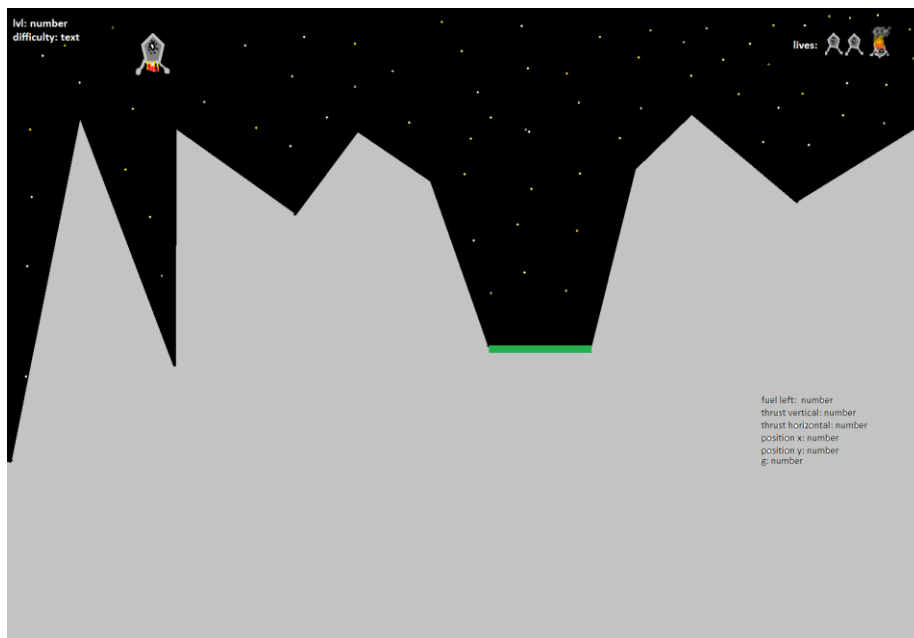 lvl: number
difficulty: text
lives:
fuel left: number
thrust vertical: number
thrust horizontal: number
position x: number
position y: number
g: number